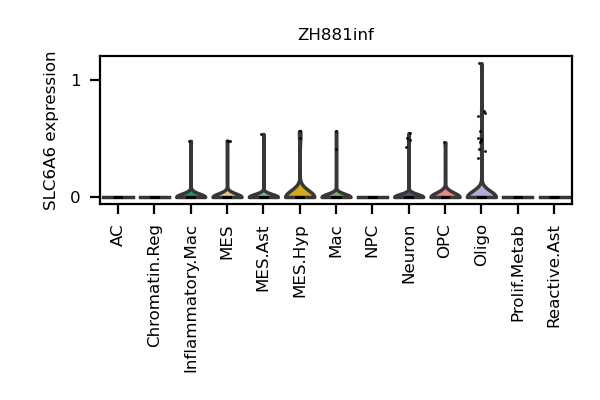 ZH881inf
SLC6A6 expression
1
0
AC
Chromatin.Reg
Inflammatory.Mac
MES
MES.Ast
MES.Hyp
Mac
NPC
Neuron
OPC
Oligo
Prolif.Metab
Reactive.Ast